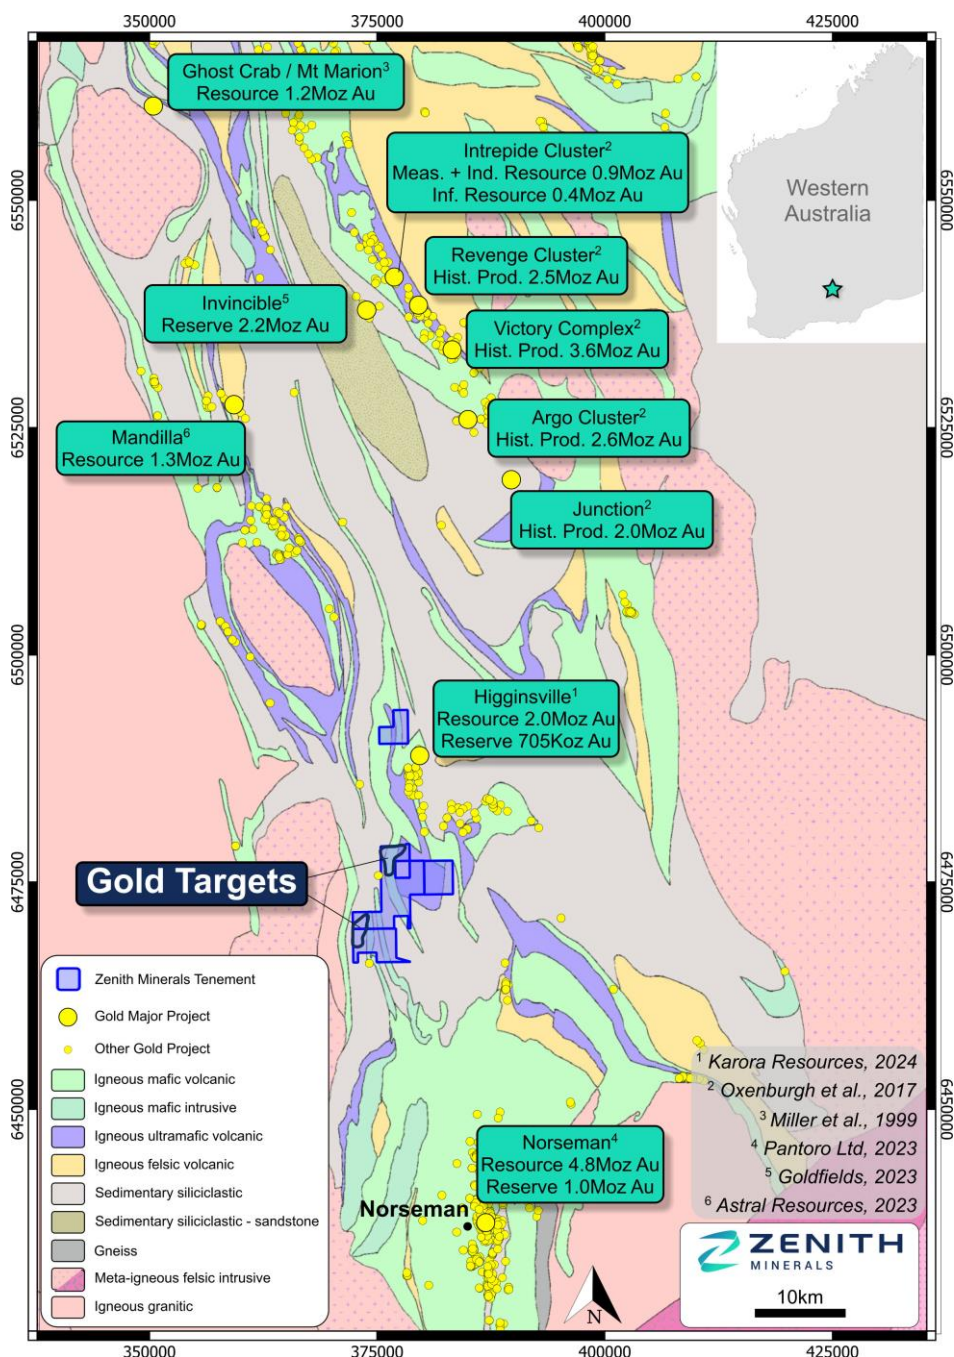 350000
375000
400000
425000
Ghost Crab / Mt Marion³
Resource 1.2Moz Au
Intrepide Cluster²
Meas. + Ind. Resource 0.9Moz Au
Inf. Resource 0.4Moz Au
Western
Australia
6550000
6550000
Revenge Cluster²
Hist. Prod. 2.5Moz Au
Invincible⁵
Reserve 2.2Moz Au
Victory Complex²
Hist. Prod. 3.6Moz Au
Argo Cluster²
Hist. Prod. 2.6Moz Au
6525000
6525000
Mandilla⁶
Resource 1.3Moz Au
Junction²
Hist. Prod. 2.0Moz Au
6500000
6500000
Higginsville¹
Resource 2.0Moz Au
Reserve 705Koz Au
Gold Targets
6475000
6475000
Zenith Minerals Tenement
Gold Major Project
Other Gold Project
Igneous mafic volcanic
Igneous mafic intrusive
Igneous ultramafic volcanic
Igneous felsic volcanic
Sedimentary siliciclastic
Sedimentary siliciclastic - sandstone
Gneiss
Meta-igneous felsic intrusive
Igneous granitic
6450000
6450000
¹ Karora Resources, 2024
² Oxenburgh et al., 2017
³ Miller et al., 1999
⁴ Pantoro Ltd, 2023
⁵ Goldfields, 2023
⁶ Astral Resources, 2023
Norseman⁴
Resource 4.8Moz Au
Reserve 1.0Moz Au
Norseman
N
ZENITH
MINERALS
10km
350000
375000
400000
425000